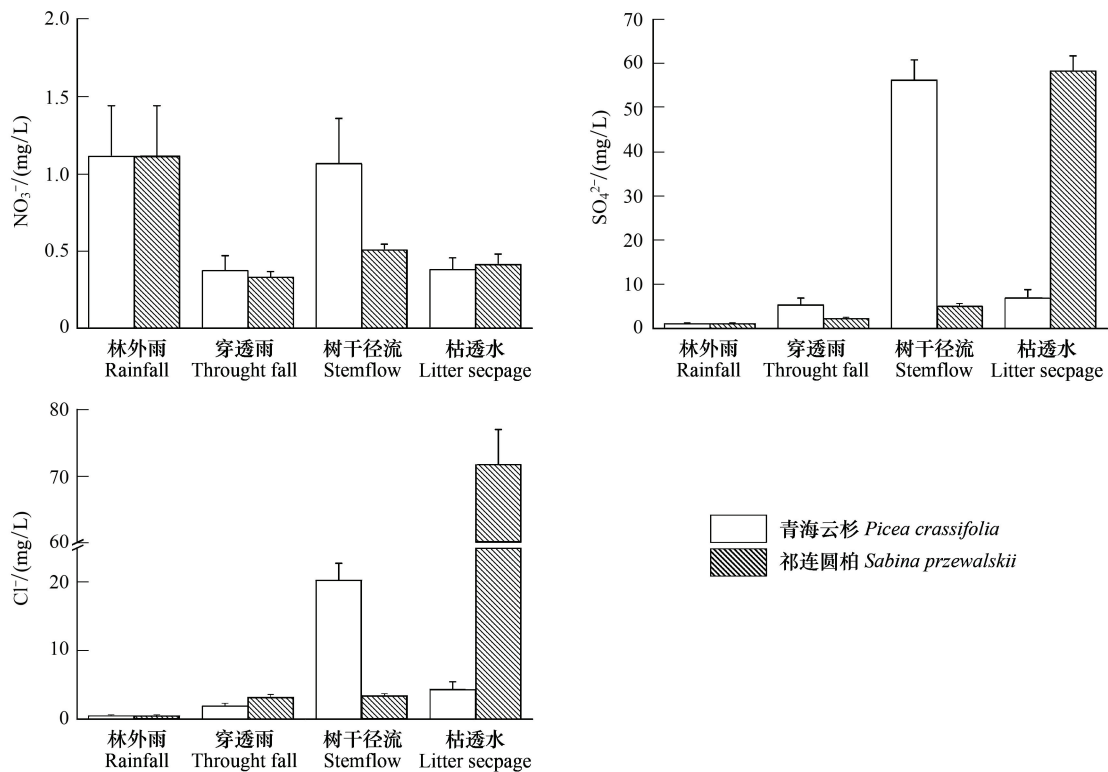 2.0
1.5
1.0
0.5
0
NO₃⁻/(mg/L)
林外雨 穿透雨 树干径流 枯透水
Rainfall Throught fall Stemflow Litter secpage
70
60
50
40
30
20
10
0
SO₄²⁻/(mg/L)
林外雨 穿透雨 树干径流 枯透水
Rainfall Throught fall Stemflow Litter secpage
80
70
60
20
10
0
Cl⁻/(mg/L)
林外雨 穿透雨 树干径流 枯透水
Rainfall Throught fall Stemflow Litter secpage
青海云杉 Picea crassifolia
祁连圆柏 Sabina przewalskii